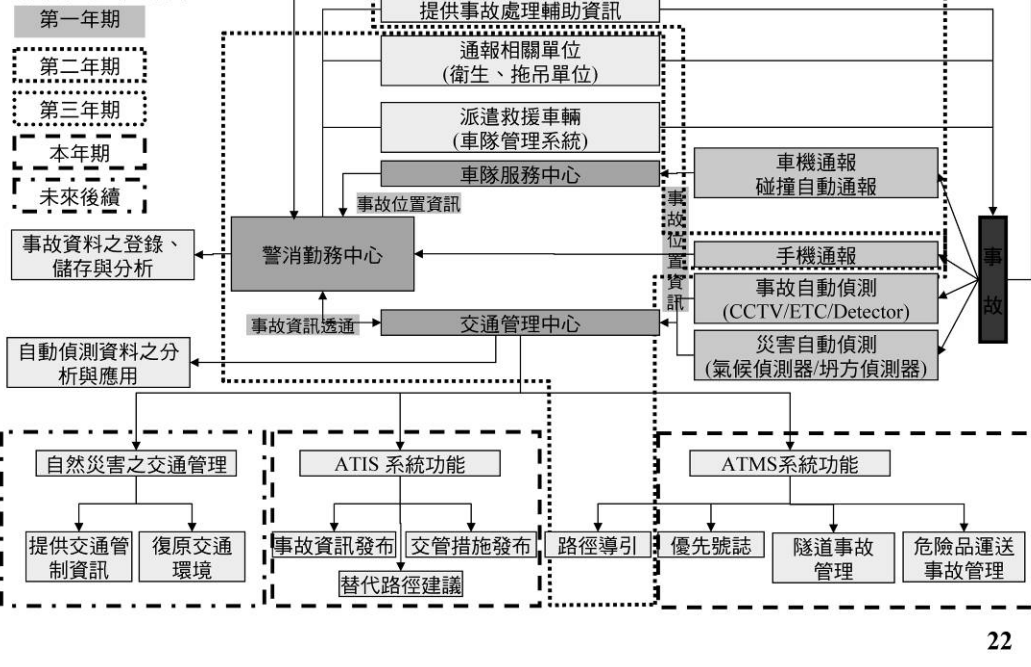 提供事故處理輔助資訊
第一年期
第二年期
第三年期
本年期
未來後續
通報相關單位
(衛生、拖吊單位)
派遣救援車輛
(車隊管理系統)
車隊服務中心
車機通報
碰撞自動通報
事故位置資訊
事故位置資訊
事故資料之登錄、
儲存與分析
警消勤務中心
手機通報
事故
事故自動偵測
(CCTV/ETC/Detector)
事故資訊透通
交通管理中心
災害自動偵測
(氣候偵測器/坍方偵測器)
自動偵測資料之分
析與應用
自然災害之交通管理
ATIS 系統功能
ATMS系統功能
提供交通管
制資訊
復原交通
環境
事故資訊發布
交管措施發布
替代路徑建議
路徑導引
優先號誌
隧道事故
管理
危險品運送
事故管理
22